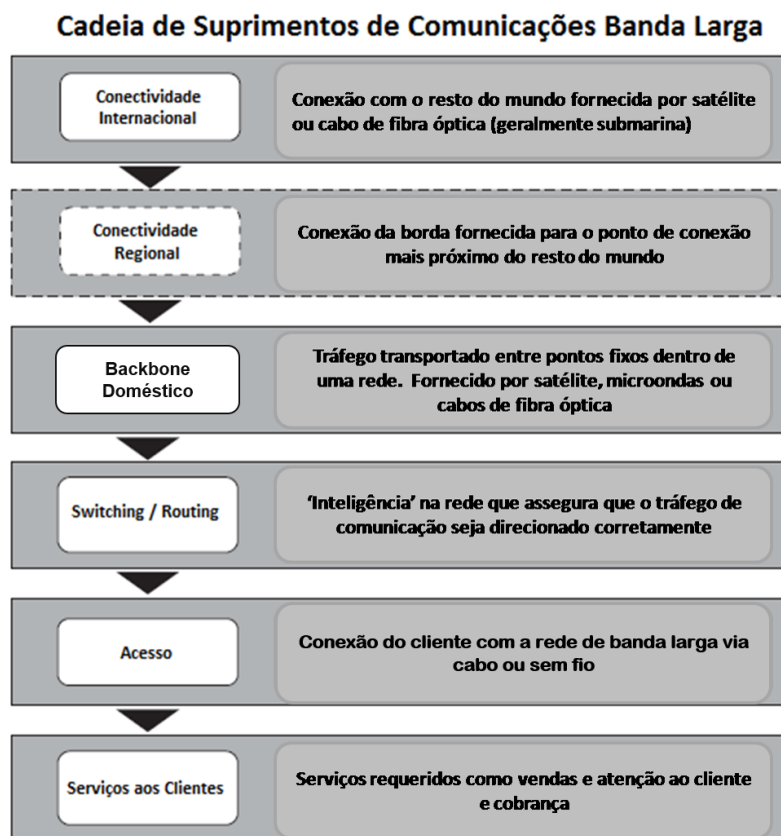 Cadeia de Suprimentos de Comunicações Banda Larga
Conectividade
Internacional
Conexão com o resto do mundo fornecida por satélite
ou cabo de fibra óptica (geralmente submarina)
Conectividade
Regional
Conexão da borda fornecida para o ponto de conexão
mais próximo do resto do mundo
Backbone
Doméstico
Tráfego transportado entre pontos fixos dentro de
uma rede. Fornecido por satélite, microondas ou
cabos de fibra óptica
Switching / Routing
‘Inteligência’ na rede que assegura que o tráfego de
comunicação seja direcionado corretamente
Acesso
Conexão do cliente com a rede de banda larga via
cabo ou sem fio
Serviços aos Clientes
Serviços requeridos como vendas e atenção ao cliente
e cobrança